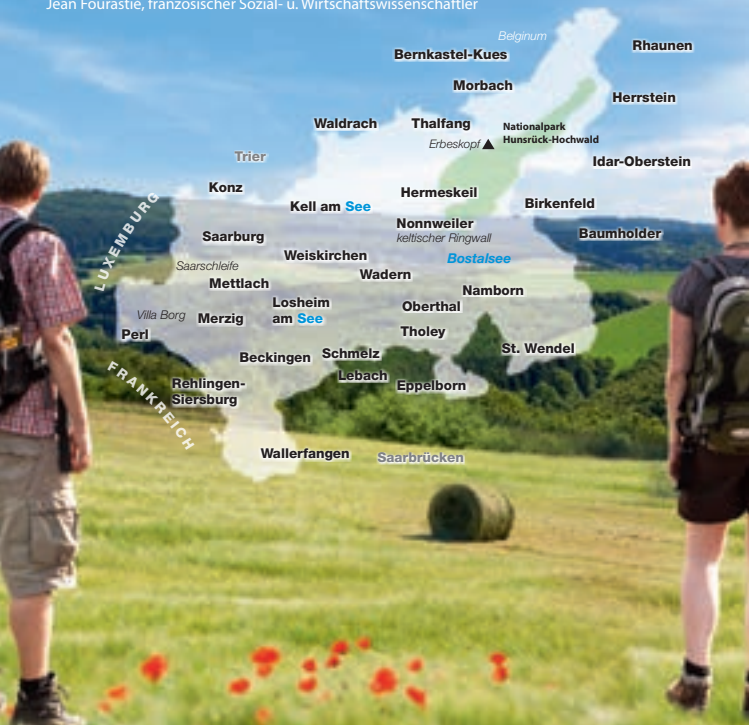 Jean Fourastié, französischer Sozial- u. Wirtschaftswissenschaftler
Belginum
Rhaunen
Bernkastel-Kues
Morbach
Herrstein
Waldrach
Thalfang
Nationalpark
Hunsrück-Hochwald
Erbeskopf
Trier
Idar-Oberstein
Konz
Hermeskeil
Kell am See
Birkenfeld
LUXEMBURG
Nonnweiler
keltischer Ringwall
Saarburg
Baumholder
Weiskirchen
Bostalsee
Saarschleife
Wadern
Mettlach
Namborn
Losheim
am See
Oberthal
Villa Borg
Merzig
Perl
Tholey
St. Wendel
Beckingen
Schmelz
Lebach
FRANKREICH
Rehlingen-
Siersburg
Eppelborn
Wallerfangen
Saarbrücken